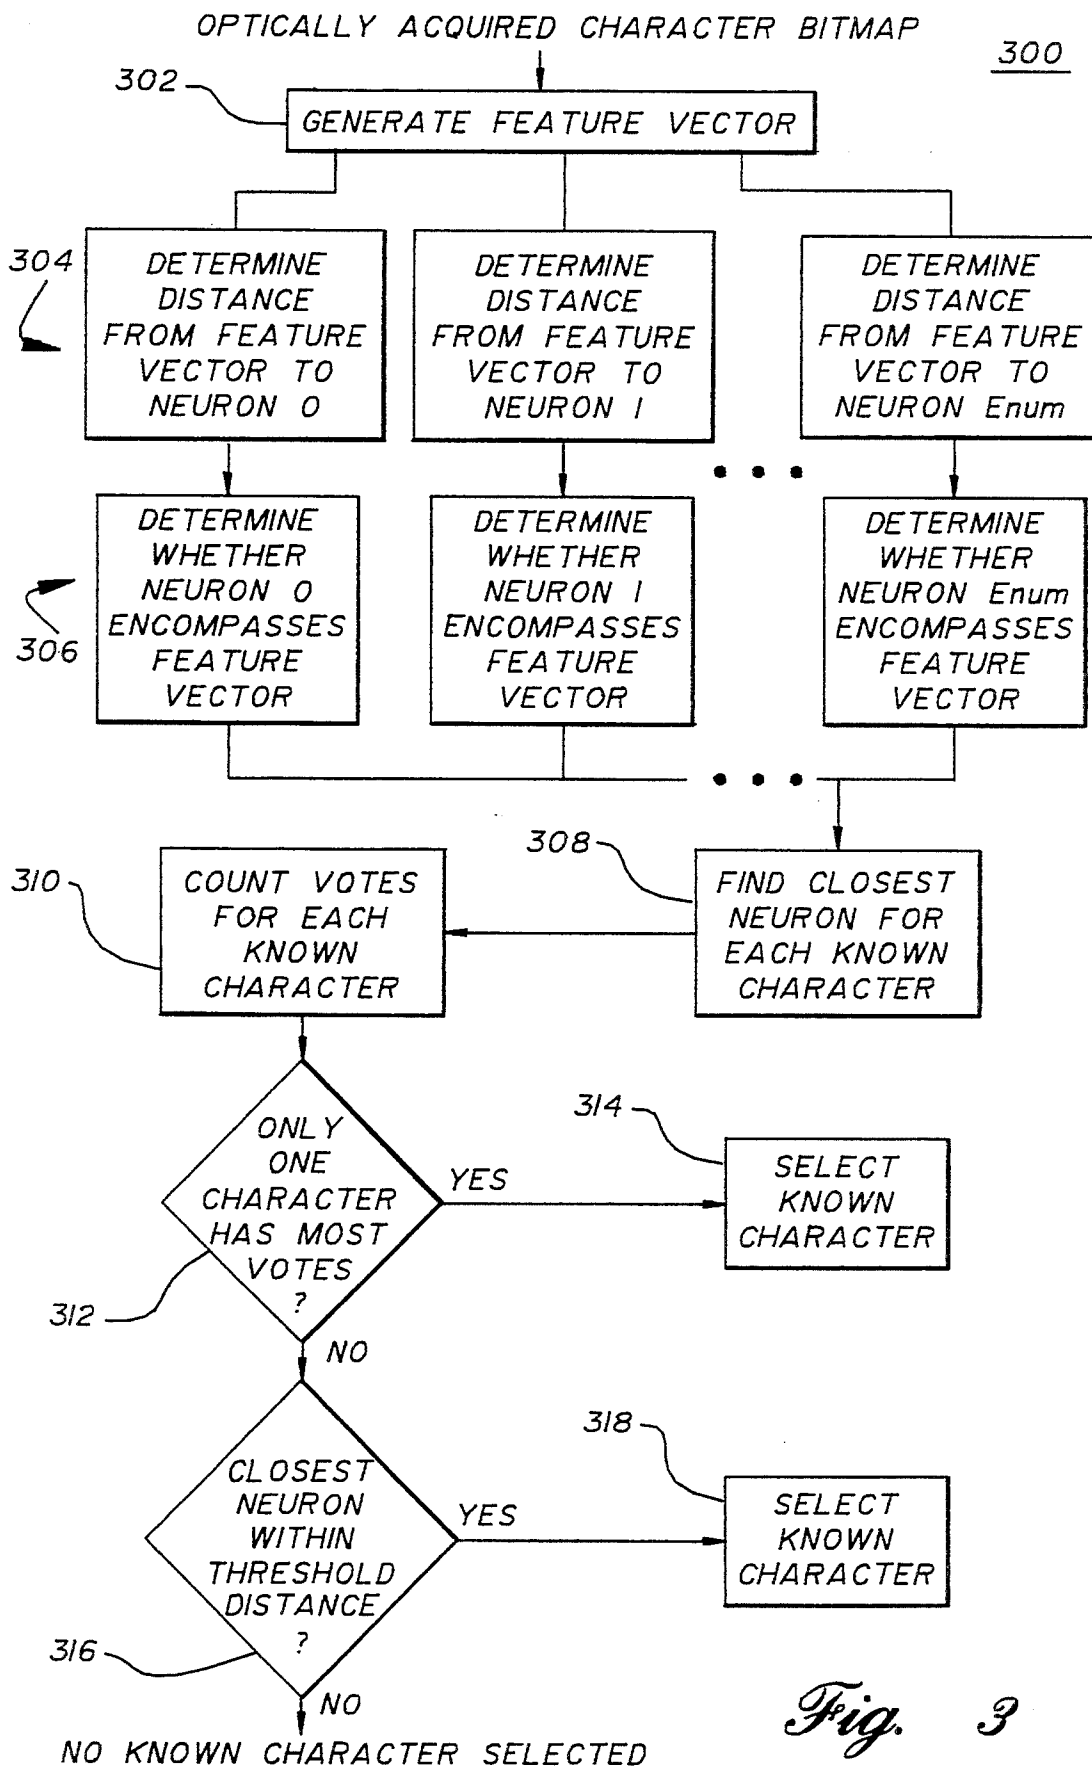 OPTICALLY ACQUIRED CHARACTER BITMAP
300
302
GENERATE FEATURE VECTOR
304
DETERMINE
DISTANCE
FROM FEATURE
VECTOR TO
NEURON 0
DETERMINE
DISTANCE
FROM FEATURE
VECTOR TO
NEURON 1
DETERMINE
DISTANCE
FROM FEATURE
VECTOR TO
NEURON Enum
306
DETERMINE
WHETHER
NEURON 0
ENCOMPASSES
FEATURE
VECTOR
DETERMINE
WHETHER
NEURON 1
ENCOMPASSES
FEATURE
VECTOR
DETERMINE
WHETHER
NEURON Enum
ENCOMPASSES
FEATURE
VECTOR
308
FIND CLOSEST
NEURON FOR
EACH KNOWN
CHARACTER
310
COUNT VOTES
FOR EACH
KNOWN
CHARACTER
312
ONLY
ONE
CHARACTER
HAS MOST
VOTES
?
YES
314
SELECT
KNOWN
CHARACTER
NO
316
CLOSEST
NEURON
WITHIN
THRESHOLD
DISTANCE
?
YES
318
SELECT
KNOWN
CHARACTER
NO
NO KNOWN CHARACTER SELECTED
Fig. 3